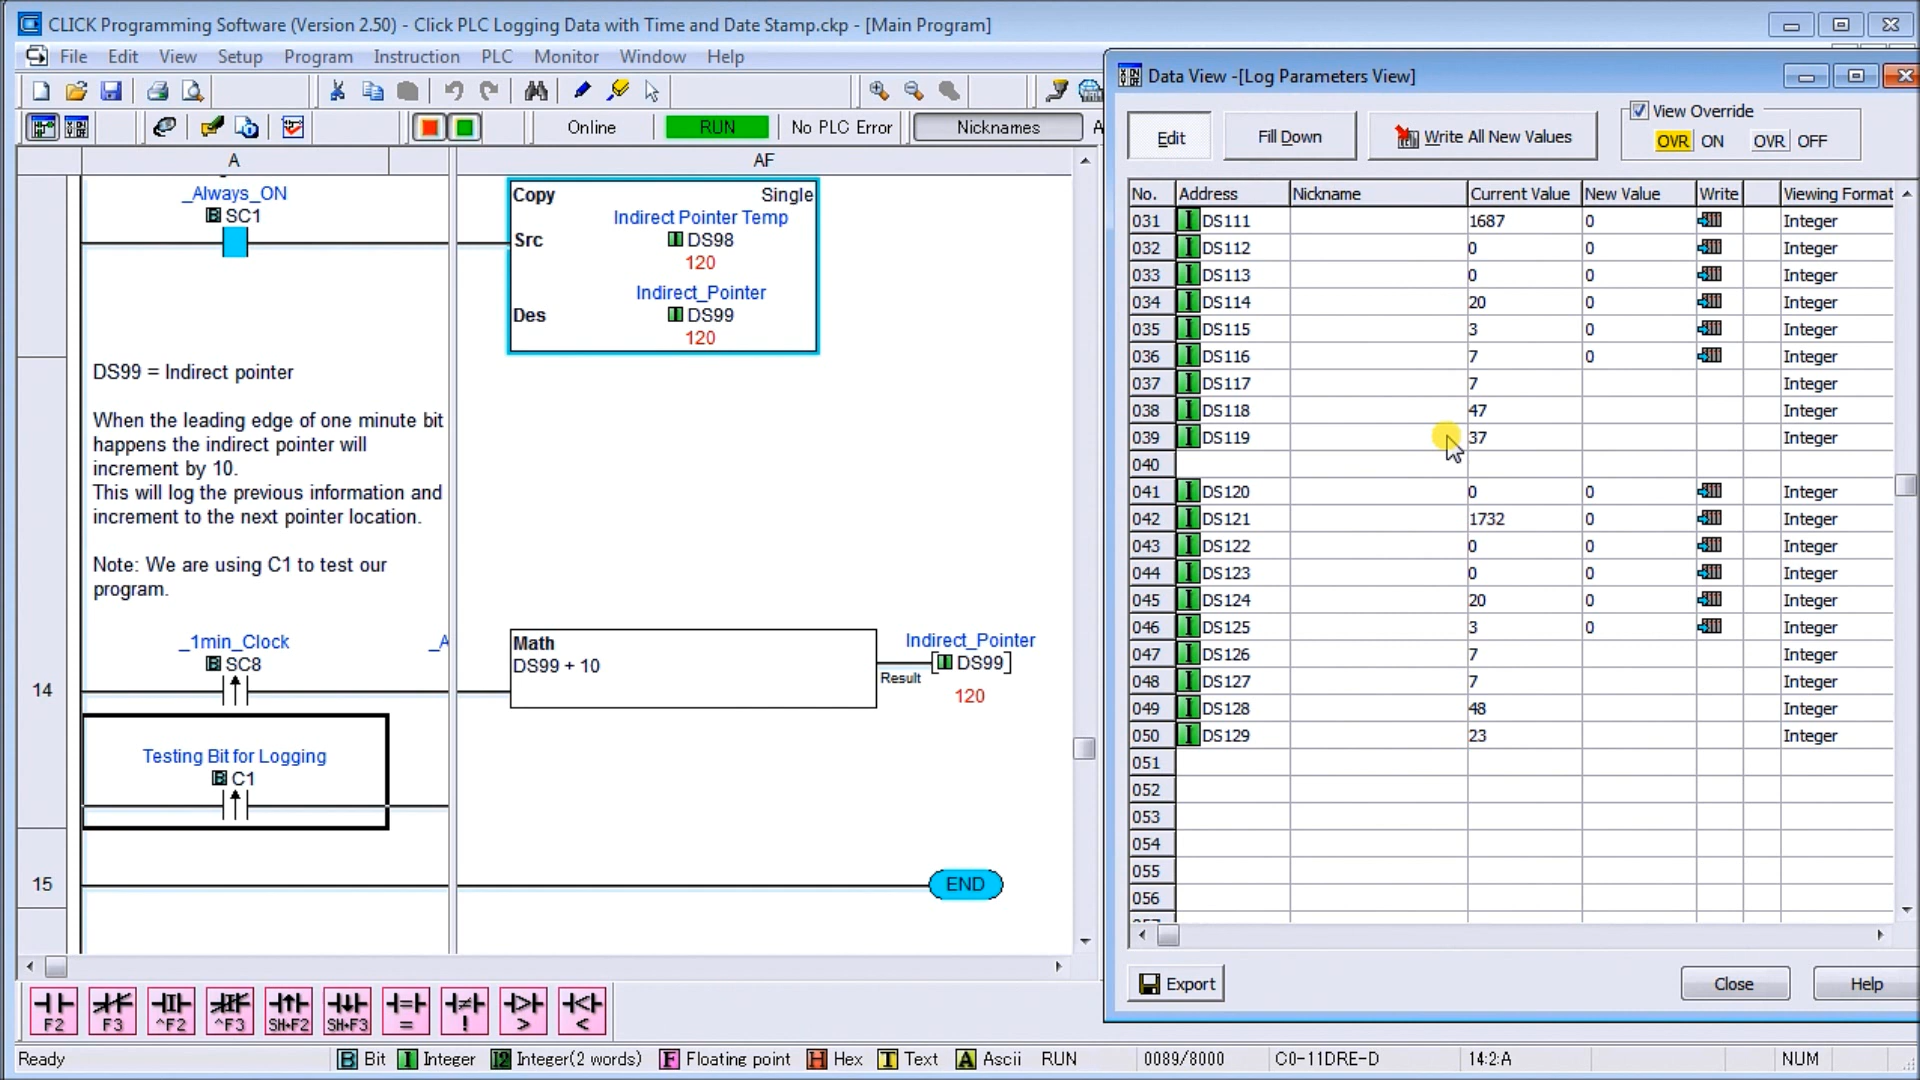 CLICK Programming Software (Version 2.50) - Click PLC Logging Data with Time and Date Stamp.ckp - [Main Program]
File Edit View Setup Program Instruction PLC Monitor Window Help
Online RUN No PLC Error Nicknames
A AF
_Always_ON
SC1
Copy Single
Indirect Pointer Temp
Src DS98
120
Indirect_Pointer
Des DS99
120
DS99 = Indirect pointer
When the leading edge of one minute bit
happens the indirect pointer will
increment by 10.
This will log the previous information and
increment to the next pointer location.
Note: We are using C1 to test our
program.
_1min_Clock _A
SC8
14
Math
DS99 + 10
Result
Indirect_Pointer
DS99
120
Testing Bit for Logging
C1
15
END
F2 F3 ^F2 ^F3 SH+F2 SH+F3 = ! > <
Ready Bit Integer Integer(2 words) Floating point Hex Text Ascii RUN 0089/8000 C0-11DRE-D 14:2:A NUM
Data View -[Log Parameters View]
Edit Fill Down Write All New Values
View Override
OVR ON OVR OFF
No. Address Nickname Current Value New Value Write Viewing Format
031 DS111 1687 0 Integer
032 DS112 0 0 Integer
033 DS113 0 0 Integer
034 DS114 20 0 Integer
035 DS115 3 0 Integer
036 DS116 7 0 Integer
037 DS117 7 Integer
038 DS118 47 Integer
039 DS119 37 Integer
040
041 DS120 0 0 Integer
042 DS121 1732 0 Integer
043 DS122 0 0 Integer
044 DS123 0 0 Integer
045 DS124 20 0 Integer
046 DS125 3 0 Integer
047 DS126 7 Integer
048 DS127 7 Integer
049 DS128 48 Integer
050 DS129 23 Integer
051
052
053
054
055
056
Export Close Help